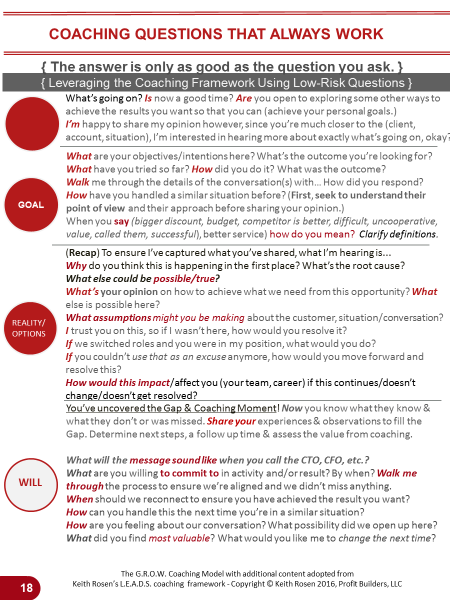 COACHING QUESTIONS THAT ALWAYS WORK
{ The answer is only as good as the question you ask. }
{ Leveraging the Coaching Framework Using Low-Risk Questions }
What's going on? Is now a good time? Are you open to exploring some other ways to
achieve the results you want so that you can (achieve your personal goals.)
I'm happy to share my opinion however, since you're much closer to the (client,
account, situation), I'm interested in hearing more about exactly what's going on, okay?
What are your objectives/intentions here? What's the outcome you're looking for?
What have you tried so far? How did you do it? What was the outcome?
Walk me through the details of the conversation(s) with... How did you respond?
How have you handled a similar situation before? (First, seek to understand their
point of view and their approach before sharing your opinion.)
When you say (bigger discount, budget, competitor is better, difficult, uncooperative,
value, called them, successful), better service) how do you mean? Clarify definitions.
GOAL
(Recap) To ensure I've captured what you've shared, what I'm hearing is...
Why do you think this is happening in the first place? What's the root cause?
What else could be possible/true?
What's your opinion on how to achieve what we need from this opportunity? What
else is possible here?
What assumptions might you be making about the customer, situation/conversation?
I trust you on this, so if I wasn't here, how would you resolve it?
If we switched roles and you were in my position, what would you do?
If you couldn't use that as an excuse anymore, how would you move forward and
resolve this?
How would this impact/affect you (your team, career) if this continues/doesn't
change/doesn't get resolved?
REALITY/
OPTIONS
You've uncovered the Gap & Coaching Moment! Now you know what they know &
what they don't or was missed. Share your experiences & observations to fill the
Gap. Determine next steps, a follow up time & assess the value from coaching.
What will the message sound like when you call the CTO, CFO, etc.?
What are you willing to commit to in activity and/or result? By when? Walk me
through the process to ensure we're aligned and we didn't miss anything.
When should we reconnect to ensure you have achieved the result you want?
How can you handle this the next time you're in a similar situation?
How are you feeling about our conversation? What possibility did we open up here?
What did you find most valuable? What would you like me to change the next time?
WILL
The G.R.O.W. Coaching Model with additional content adopted from
Keith Rosen's L.E.A.D.S. coaching framework - Copyright © Keith Rosen 2016, Profit Builders, LLC
18